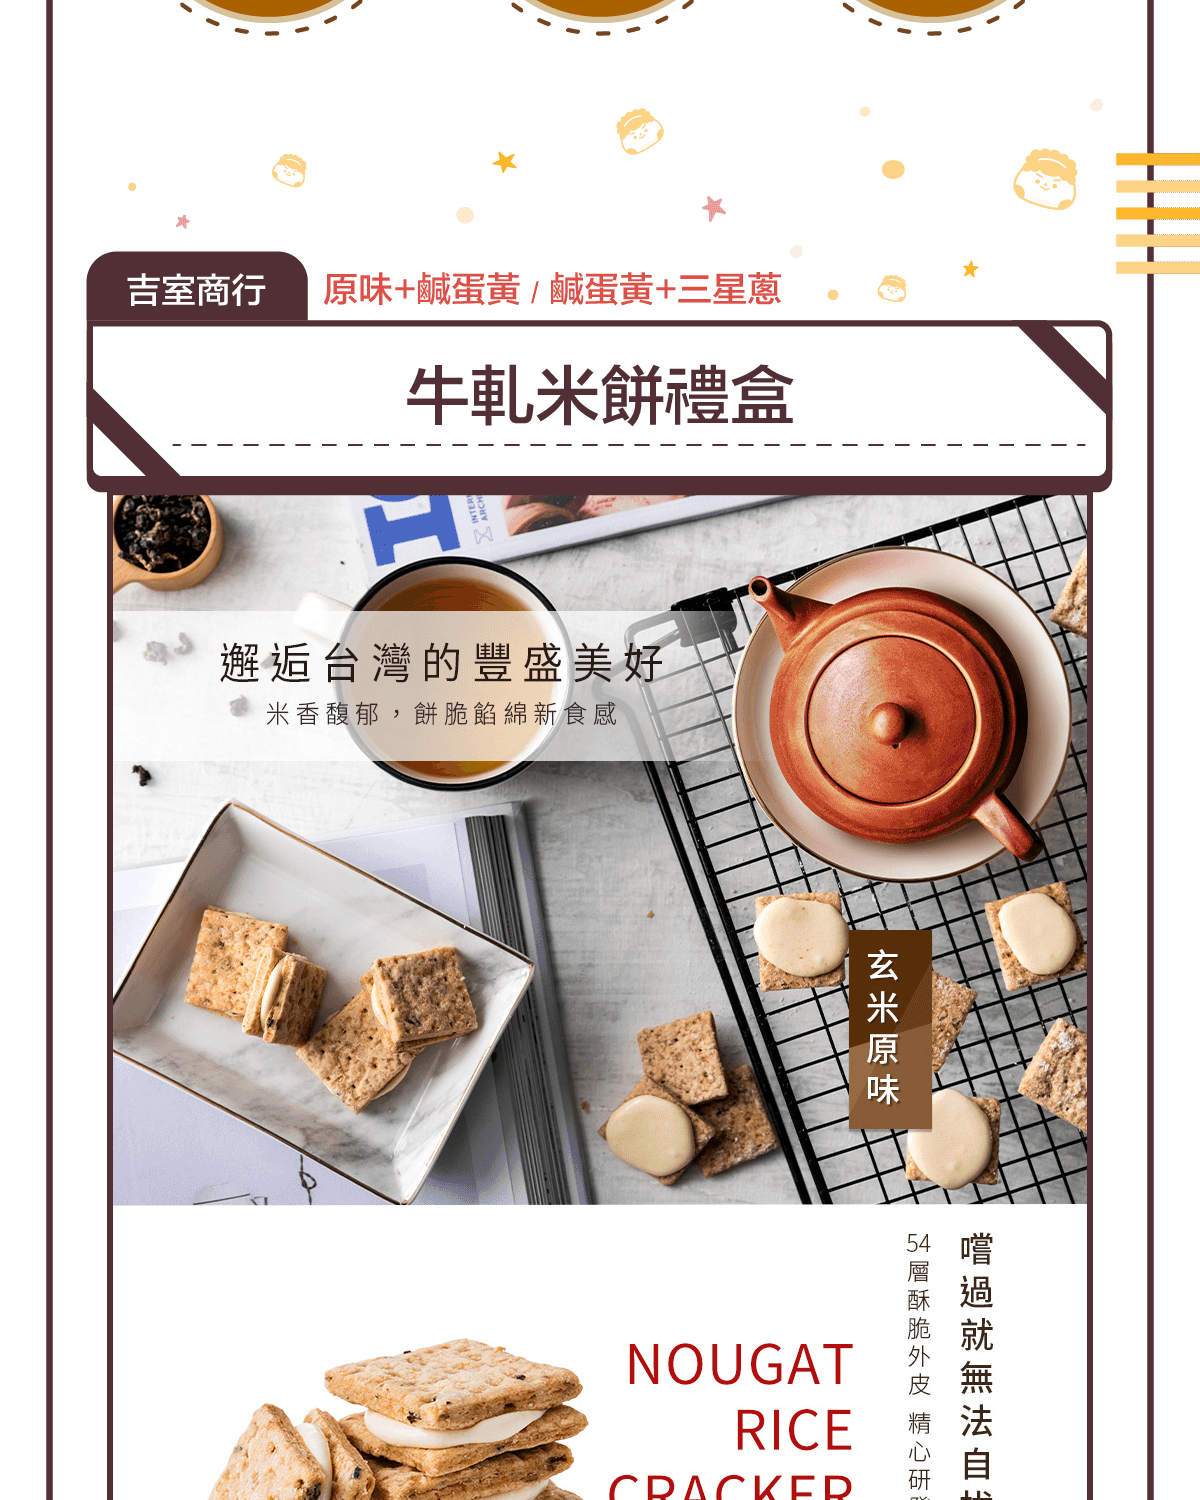 吉室商行
原味+鹹蛋黃 / 鹹蛋黃+三星蔥
牛軋米餅禮盒
INTER
ARCH
邂逅台灣的豐盛美好
米香馥郁，餅脆餡綿新食感
玄米原味
嚐過就無法自
54層酥脆外皮 精心研
NOUGAT
RICE
CRACKER